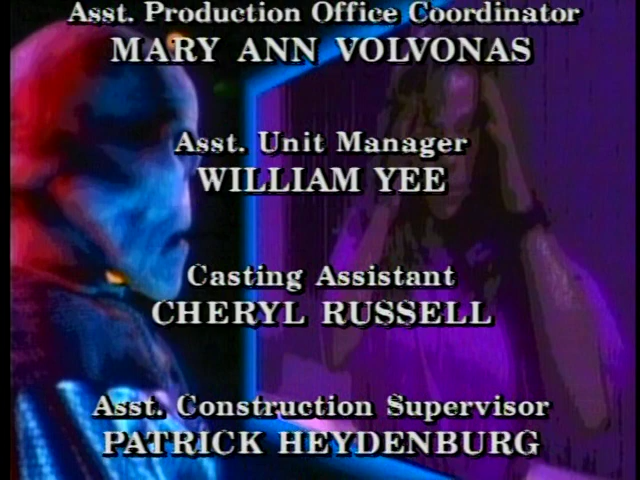 Asst. Production Office Coordinator
MARY ANN VOLVONAS
Asst. Unit Manager
WILLIAM YEE
Casting Assistant
CHERYL RUSSELL
Asst. Construction Supervisor
PATRICK HEYDENBURG